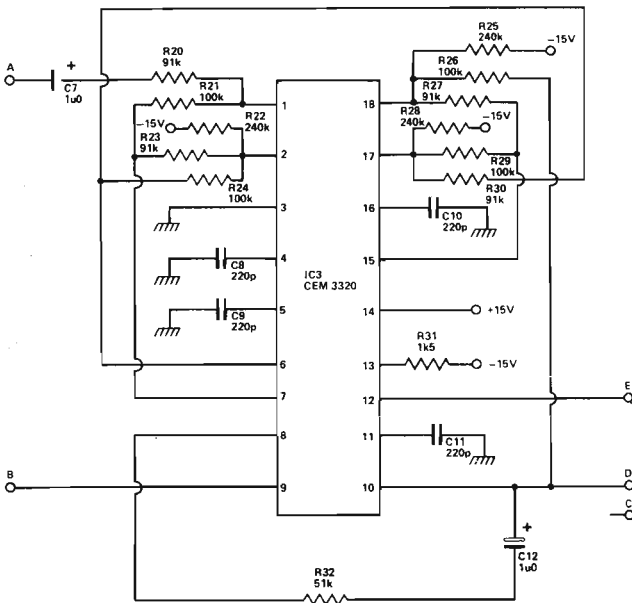 A
+
C7
1u0
R20
91k
R21
100k
R22
240k
-15V
R23
91k
R24
100k
R25
240k
-15V
R26
100k
R27
91k
R28
240k
-15V
R29
100k
R30
91k
1
2
3
4
5
6
7
8
9
18
17
16
15
14
13
12
11
10
IC3
CEM 3320
C8
220p
C9
220p
C10
220p
+15V
R31
1k5
-15V
E
C11
220p
B
D
C
+
C12
1u0
R32
51k